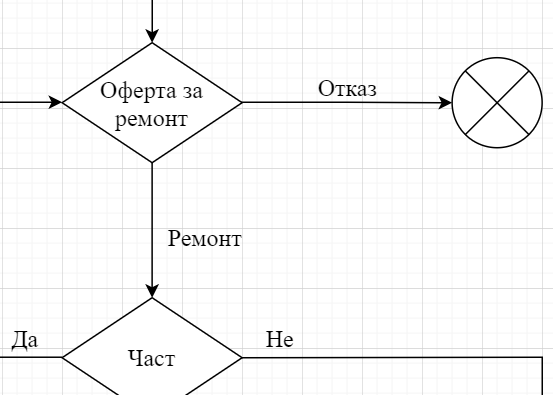 Оферта за
ремонт
Отказ
Ремонт
Да
Част
Не